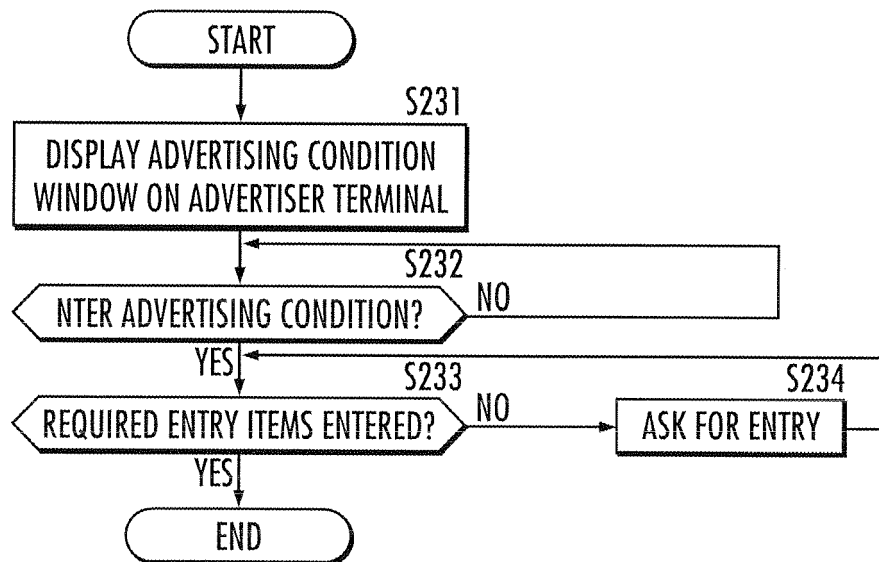 START
S231
DISPLAY ADVERTISING CONDITION
WINDOW ON ADVERTISER TERMINAL
S232
NTER ADVERTISING CONDITION?
NO
YES
S233
S234
REQUIRED ENTRY ITEMS ENTERED?
NO
ASK FOR ENTRY
YES
END